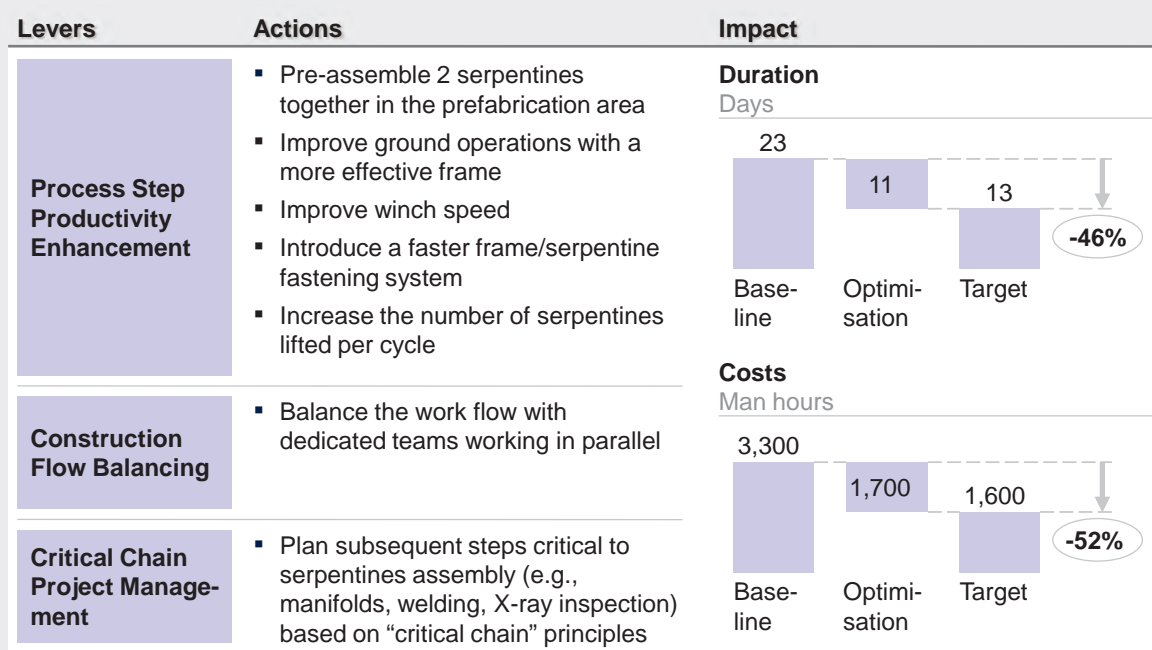 Levers
Actions
Impact
Process Step
Productivity
Enhancement
▪ Pre-assemble 2 serpentines
together in the prefabrication area
▪ Improve ground operations with a
more effective frame
▪ Improve winch speed
▪ Introduce a faster frame/serpentine
fastening system
▪ Increase the number of serpentines
lifted per cycle
Construction
Flow Balancing
▪ Balance the work flow with
dedicated teams working in parallel
Critical Chain
Project Manage-
ment
▪ Plan subsequent steps critical to
serpentines assembly (e.g.,
manifolds, welding, X-ray inspection)
based on “critical chain” principles
Duration
Days
23
11
13
-46%
Base-
line
Optimi-
sation
Target
Costs
Man hours
3,300
1,700
1,600
-52%
Base-
line
Optimi-
sation
Target